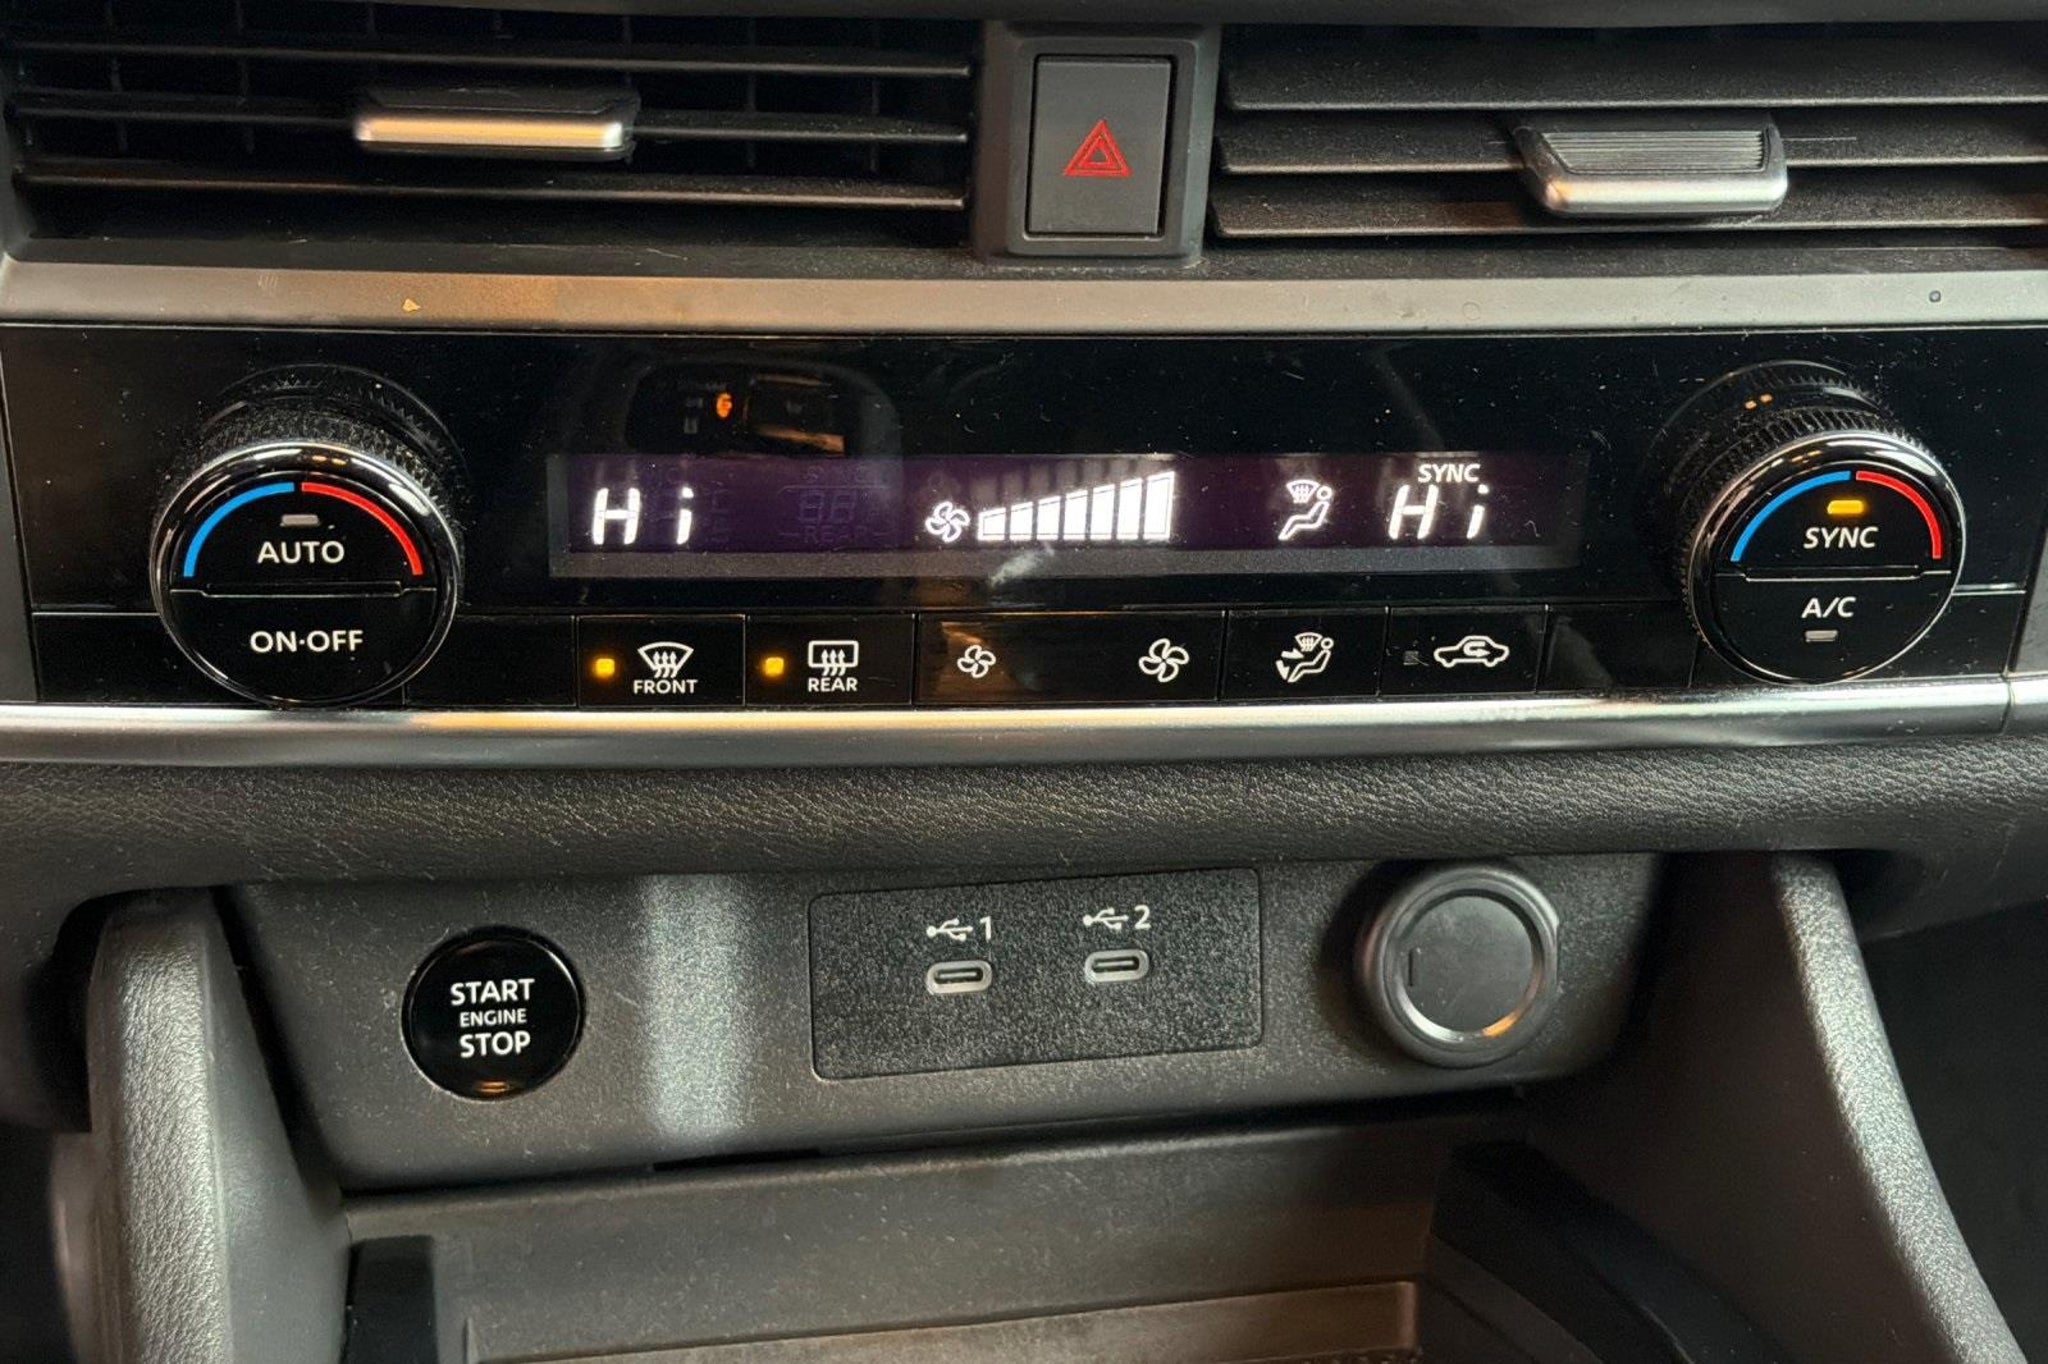 SYNC
Hi
Hi
AUTO
SYNC
ON·OFF
A/C
FRONT
REAR
1
2
START
ENGINE
STOP